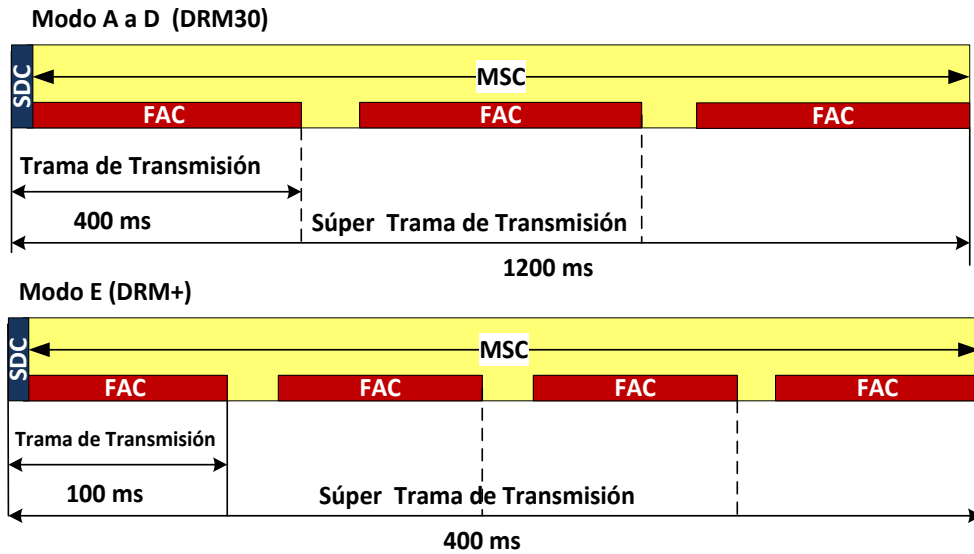 Modo A a D (DRM30)
SDC
MSC
FAC FAC FAC
Trama de Transmisión
400 ms
Súper Trama de Transmisión
1200 ms
Modo E (DRM+)
SDC
MSC
FAC FAC FAC FAC
Trama de Transmisión
100 ms
Súper Trama de Transmisión
400 ms